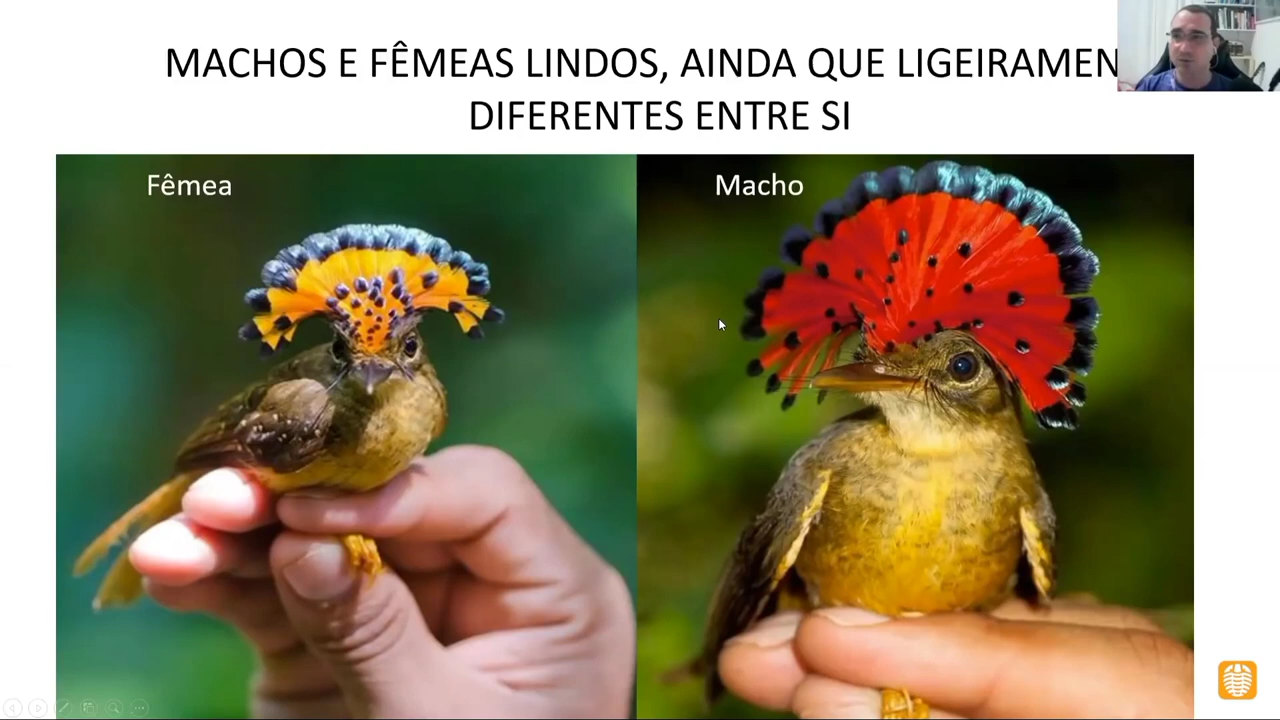 MACHOS E FÊMEAS LINDOS, AINDA QUE LIGEIRAMEN
DIFERENTES ENTRE SI
Fêmea
Macho